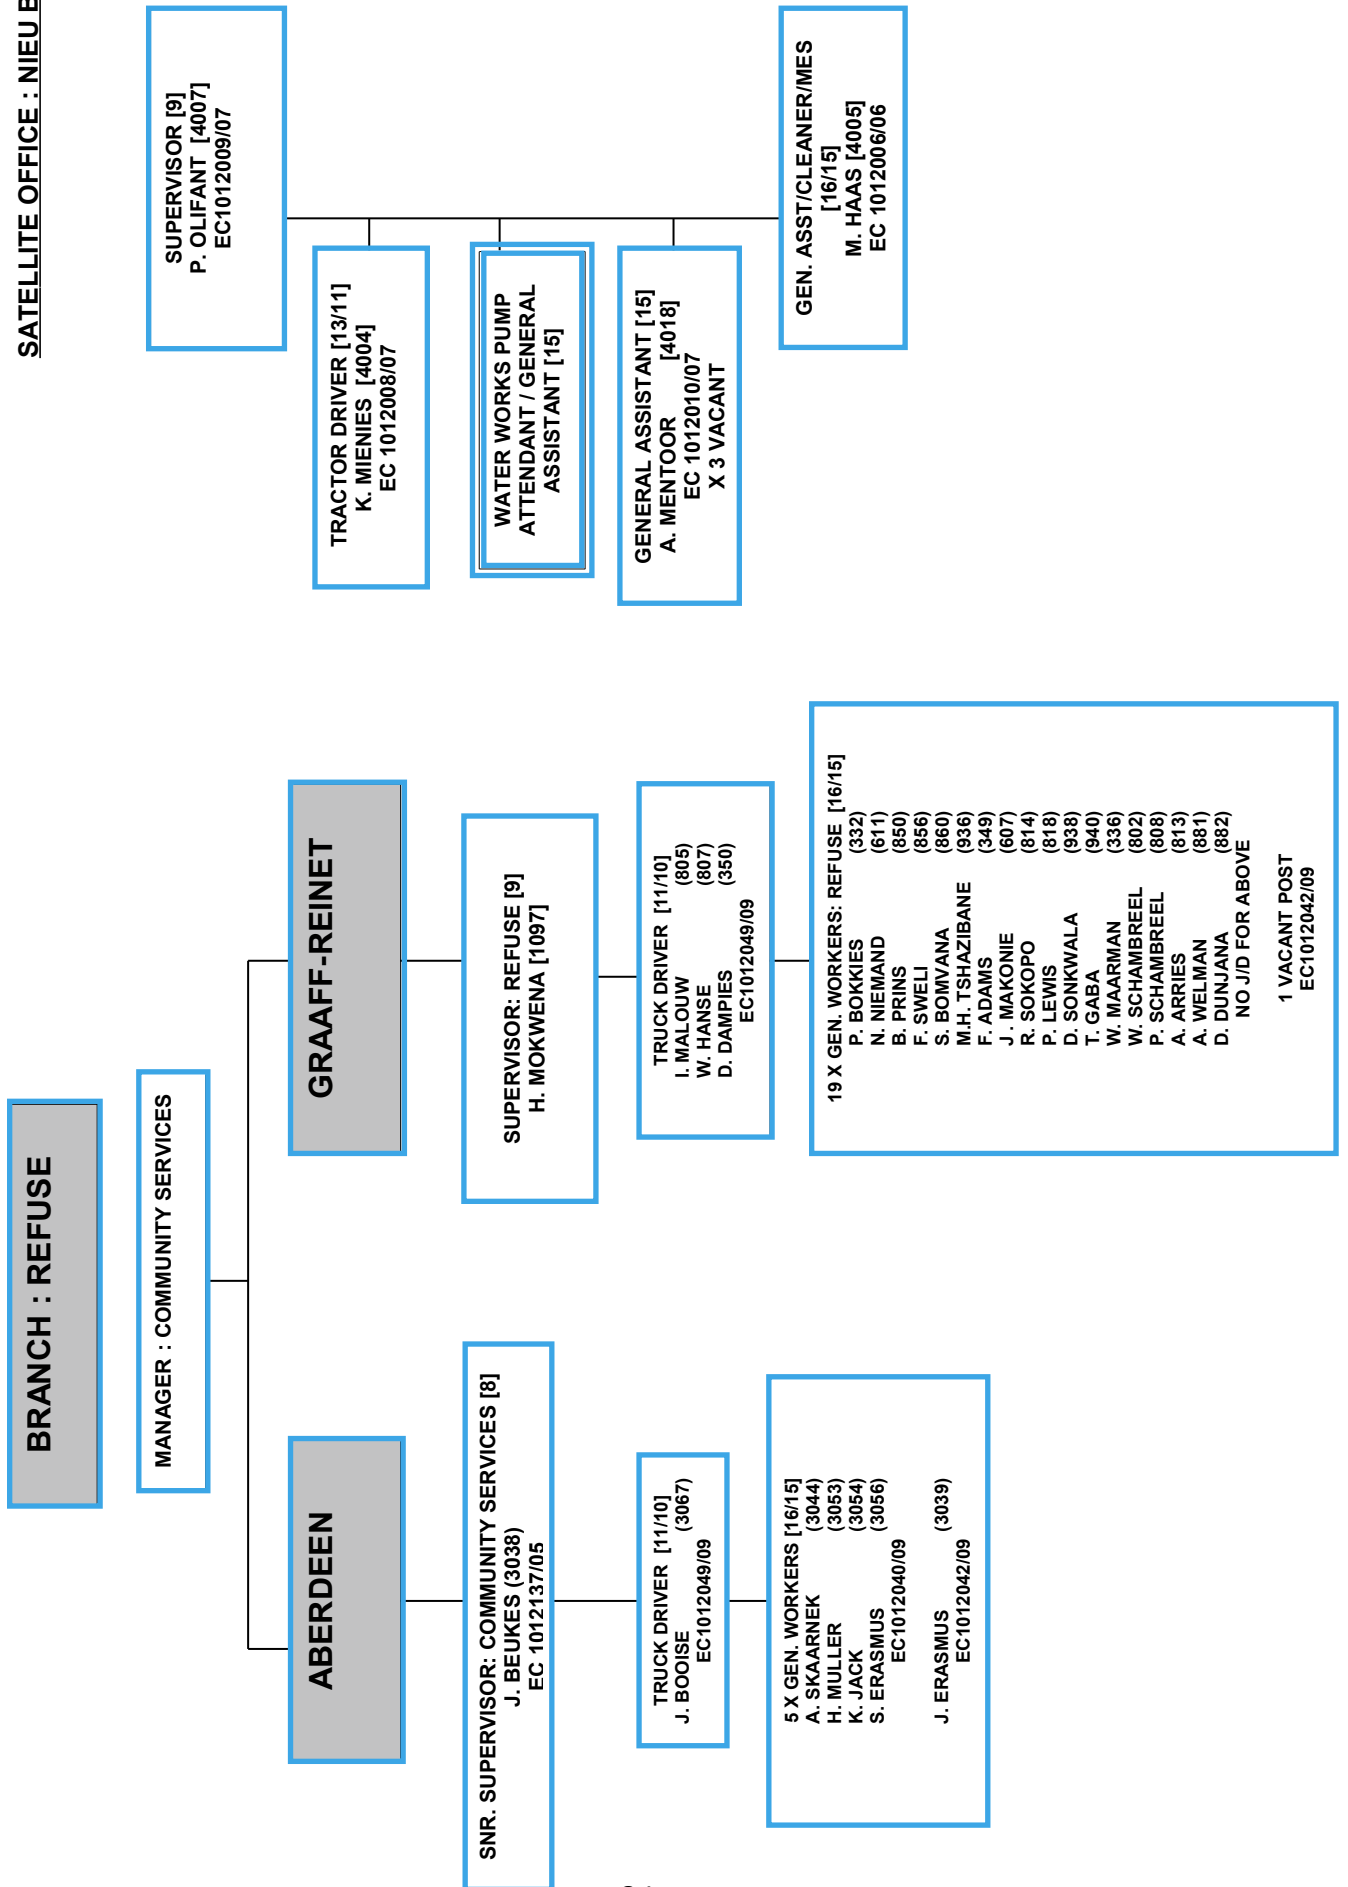 BRANCH : REFUSE
MANAGER : COMMUNITY SERVICES
ABERDEEN
SNR. SUPERVISOR: COMMUNITY SERVICES [8]
J. BEUKES (3038)
EC 1012137/05
TRUCK DRIVER [11/10]
J. BOOISE (3067)
EC1012049/09
5 X GEN. WORKERS [16/15]
A. SKAARNEK (3044)
H. MULLER (3053)
K. JACK (3054)
S. ERASMUS (3056)
EC1012040/09
J. ERASMUS (3039)
EC1012042/09
GRAAFF-REINET
SUPERVISOR: REFUSE [9]
H. MOKWENA [1097]
TRUCK DRIVER [11/10]
I. MALOUW (805)
W. HANSE (807)
D. DAMPIES (350)
EC1012049/09
19 X GEN. WORKERS: REFUSE [16/15]
P. BOKKIES (332)
N. NIEMAND (611)
B. PRINS (850)
F. SWELI (856)
S. BOMVANA (860)
M.H. TSHAZIBANE (936)
F. ADAMS (349)
J. MAKONIE (607)
R. SOKOPO (814)
P. LEWIS (818)
D. SONKWALA (938)
T. GABA (940)
W. MAARMAN (336)
W. SCHAMBREEL (802)
P. SCHAMBREEL (808)
A. ARRIES (813)
A. WELMAN (881)
D. DUNJANA (882)
NO J/D FOR ABOVE
1 VACANT POST
EC1012042/09
SATELLITE OFFICE : NIEU
SUPERVISOR [9]
P. OLIFANT [4007]
EC1012009/07
TRACTOR DRIVER [13/11]
K. MIENIES [4004]
EC 1012008/07
WATER WORKS PUMP
ATTENDANT / GENERAL
ASSISTANT [15]
GENERAL ASSISTANT [15]
A. MENTOOR [4018]
EC 1012010/07
X 3 VACANT
GEN. ASST/CLEANER/MES
[16/15]
M. HAAS [4005]
EC 1012006/06